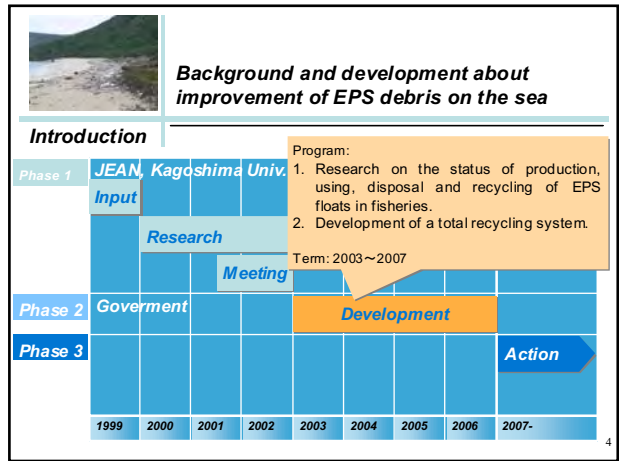 Background and development about
improvement of EPS debris on the sea
Introduction
Phase 1
JEAN, Kagoshima Univ.
Input
Research
Meeting
Program:
1. Research on the status of production,
using, disposal and recycling of EPS
floats in fisheries.
2. Development of a total recycling system.
Term: 2003～2007
Phase 2
Goverment
Development
Phase 3
Action
1999 2000 2001 2002 2003 2004 2005 2006 2007-
4